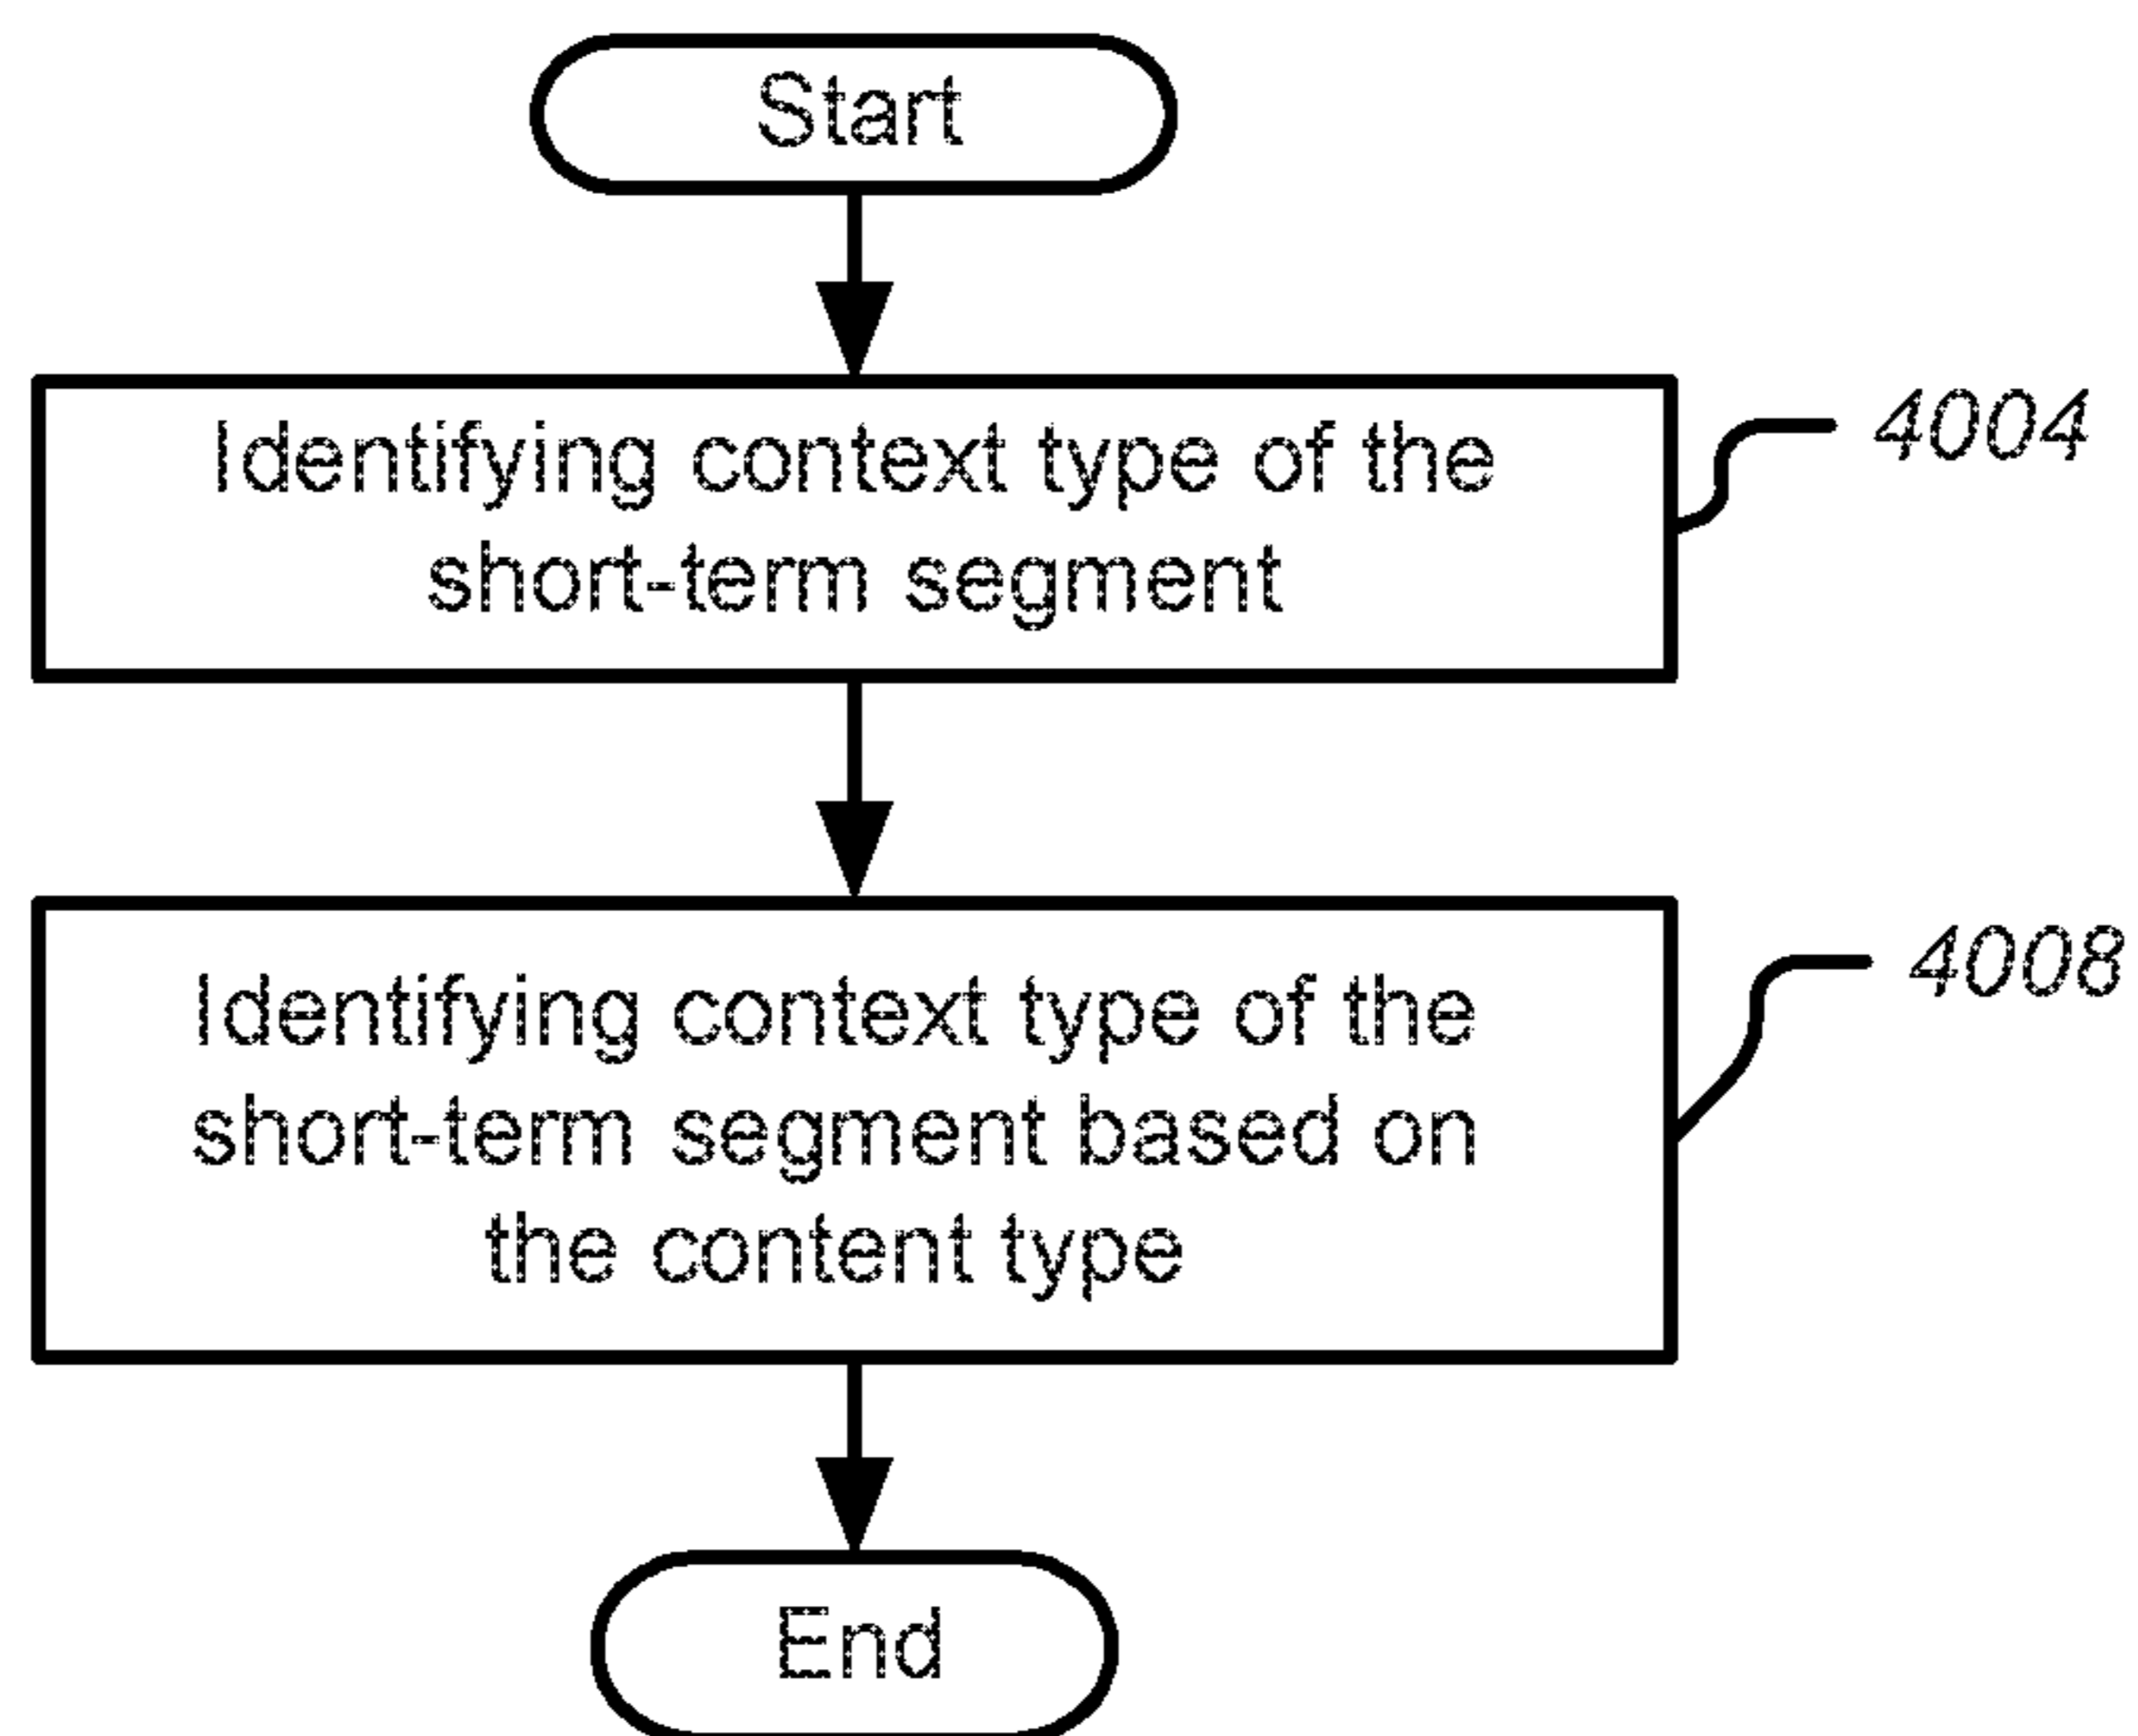 Start
Identifying context type of the
short-term segment
4004
Identifying context type of the
short-term segment based on
the content type
4008
End